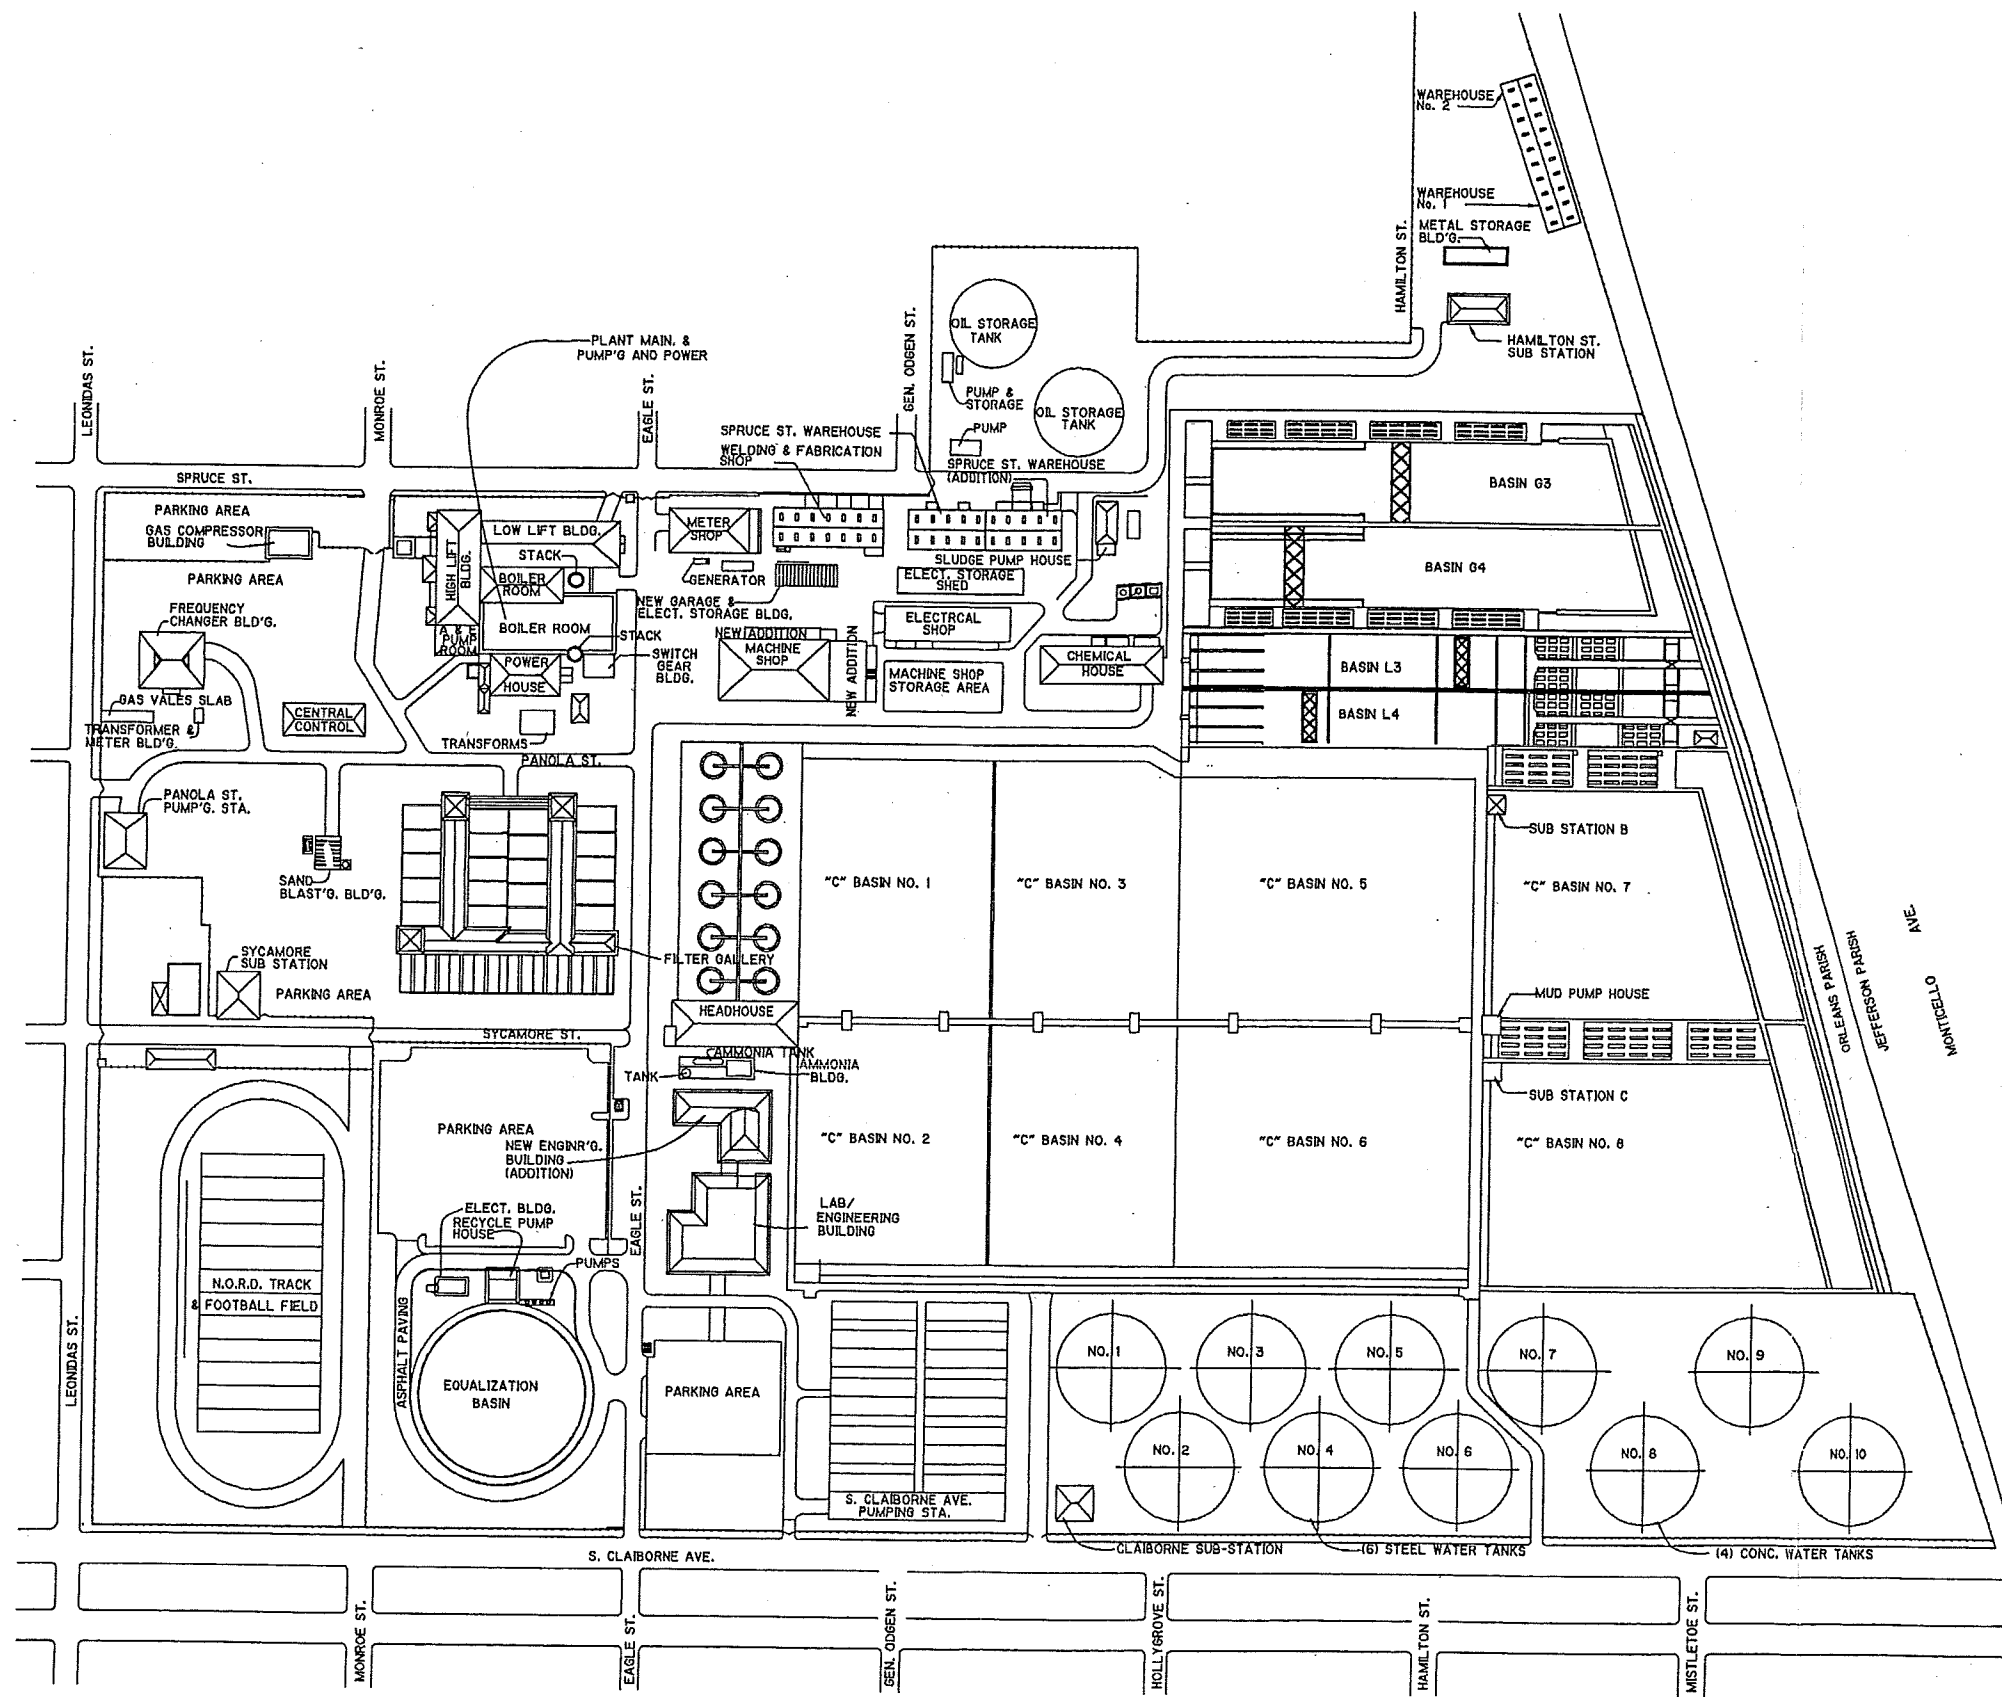 WAREHOUSE
No. 2
WAREHOUSE
No. 1
METAL STORAGE
BLD'G.
HAMILTON ST.
HAMILTON ST.
SUB STATION
OIL STORAGE
TANK
PUMP &
STORAGE
OIL STORAGE
TANK
PUMP
GEN. ODGEN ST.
PLANT MAIN. &
PUMP'G AND POWER
LEONIDAS ST.
MONROE ST.
EAGLE ST.
SPRUCE ST. WAREHOUSE
WELDING & FABRICATION
SHOP
SPRUCE ST. WAREHOUSE
(ADDITION)
SPRUCE ST.
PARKING AREA
GAS COMPRESSOR
BUILDING
PARKING AREA
FREQUENCY
CHANGER BLD'G.
GAS VALES SLAB
TRANSFORMER &
METER BLD'G.
CENTRAL
CONTROL
HIGH LIFT
BLDG.
LOW LIFT BLDG.
STACK
BOILER
ROOM
BOILER ROOM
A & B
PUMP
ROOM
STACK
POWER
HOUSE
SWITCH
GEAR
BLDG.
TRANSFORMS
METER
SHOP
GENERATOR
NEW GARAGE &
ELECT. STORAGE BLDG.
NEW ADDITION
MACHINE
SHOP
NEW ADDITION
SLUDGE PUMP HOUSE
ELECT. STORAGE
SHED
ELECTRCAL
SHOP
MACHINE SHOP
STORAGE AREA
CHEMICAL
HOUSE
BASIN G3
BASIN G4
BASIN L3
BASIN L4
PANOLA ST.
PANOLA ST.
PUMP'G. STA.
SAND
BLAST'G. BLD'G.
SYCAMORE
SUB STATION
PARKING AREA
FILTER GALLERY
SYCAMORE ST.
"C" BASIN NO. 1
"C" BASIN NO. 3
"C" BASIN NO. 5
"C" BASIN NO. 7
SUB STATION B
MUD PUMP HOUSE
SUB STATION C
ORLEANS PARISH
JEFFERSON PARISH
MONTICELLO AVE.
HEADHOUSE
AMMONIA TANK
TANK
AMMONIA
BLDG.
"C" BASIN NO. 2
"C" BASIN NO. 4
"C" BASIN NO. 6
"C" BASIN NO. 8
PARKING AREA
NEW ENGINR'G.
BUILDING
(ADDITION)
LAB/
ENGINEERING
BUILDING
ELECT. BLDG.
RECYCLE PUMP
HOUSE
PUMPS
EAGLE ST.
N.O.R.D. TRACK
& FOOTBALL FIELD
LEONIDAS ST.
ASPHALT PAVING
EQUALIZATION
BASIN
PARKING AREA
S. CLAIBORNE AVE.
PUMPING STA.
NO. 1
NO. 3
NO. 5
NO. 7
NO. 9
NO. 2
NO. 4
NO. 6
NO. 8
NO. 10
CLAIBORNE SUB-STATION
(6) STEEL WATER TANKS
(4) CONC. WATER TANKS
S. CLAIBORNE AVE.
MONROE ST.
EAGLE ST.
GEN. ODGEN ST.
HOLLYGROVE ST.
HAMILTON ST.
MISTLETOE ST.